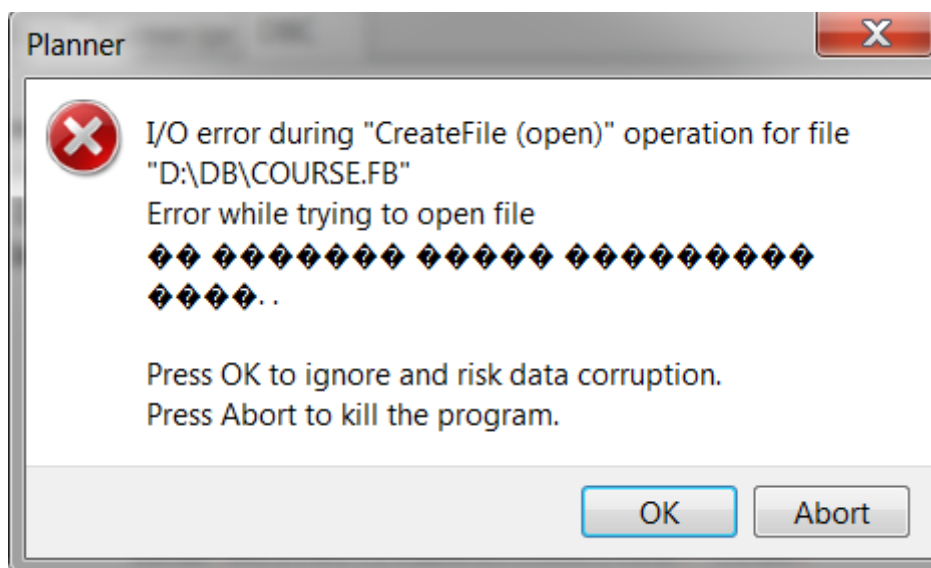 Planner
I/O error during "CreateFile (open)" operation for file
"D:\DB\COURSE.FB"
Error while trying to open file
�� ������� ����� ���������
����. .
Press OK to ignore and risk data corruption.
Press Abort to kill the program.
OK
Abort